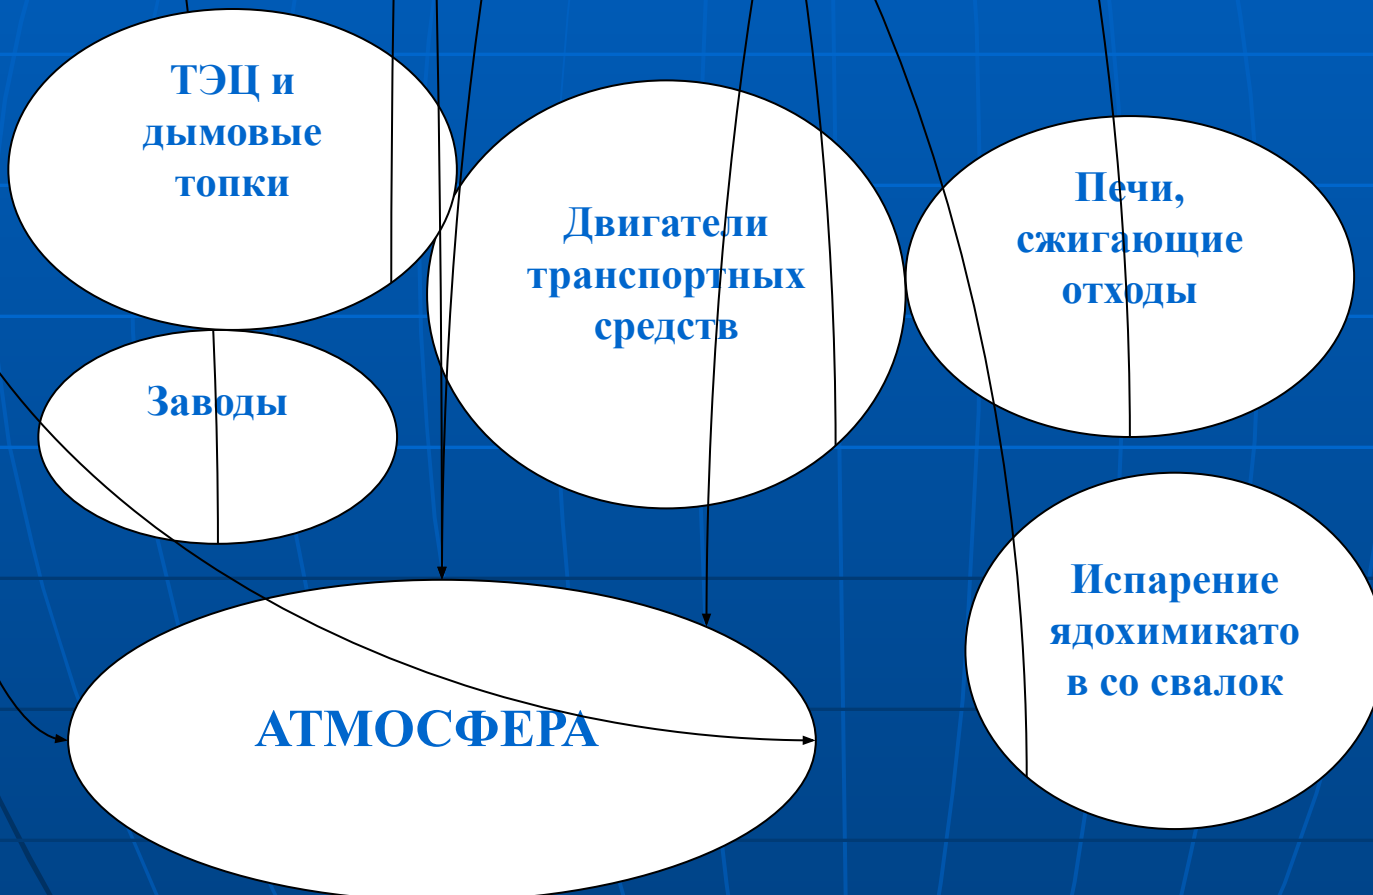 ТЭЦ и
дымовые
топки
Двигатели
транспортных
средств
Печи,
сжигающие
отходы
Заводы
Испарение
ядохимикато
в со свалок
АТМОСФЕРА